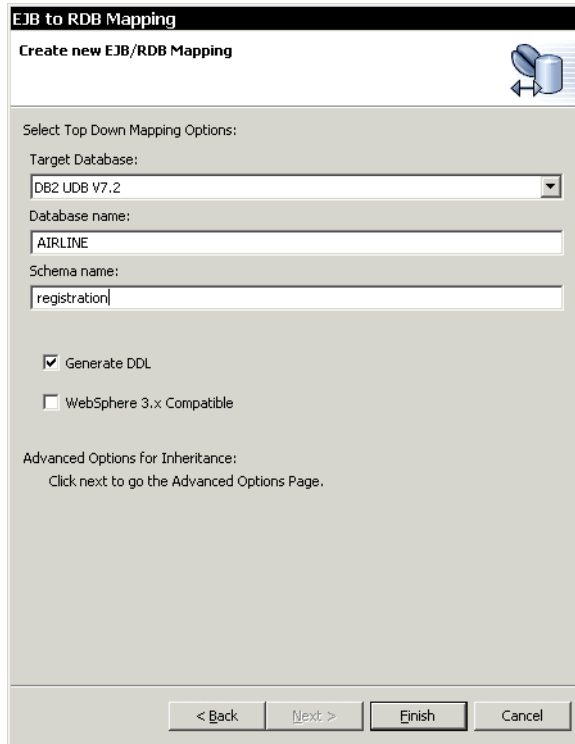 EJB to RDB Mapping
Create new EJB/RDB Mapping
Select Top Down Mapping Options:
Target Database:
DB2 UDB V7.2
Database name:
AIRLINE
Schema name:
registration
Generate DDL
WebSphere 3.x Compatible
Advanced Options for Inheritance:
Click next to go the Advanced Options Page.
< Back Next > Finish Cancel